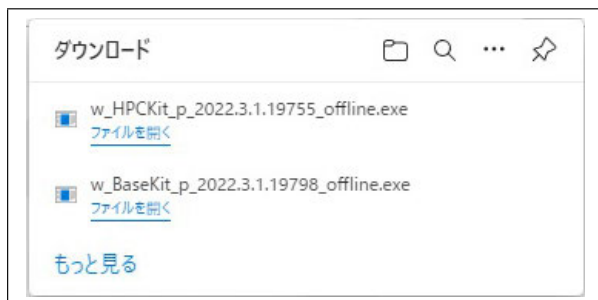 ダウンロード
w_HPCKit_p_2022.3.1.19755_offline.exe
ファイルを開く
w_BaseKit_p_2022.3.1.19798_offline.exe
ファイルを開く
もっと見る